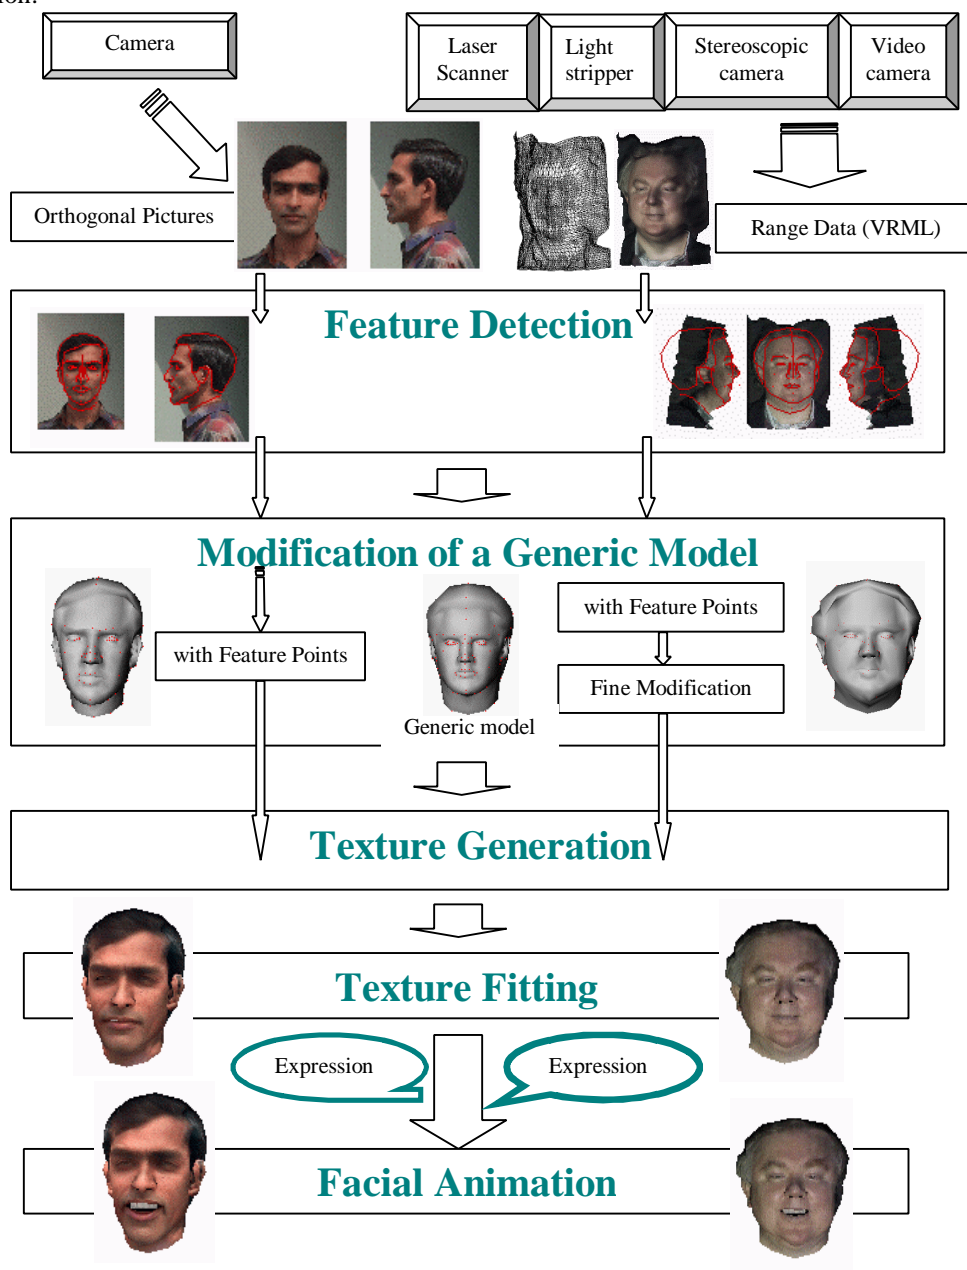 Camera
Laser
Scanner
Light
stripper
Stereoscopic
camera
Video
camera
Orthogonal Pictures
Range Data (VRML)
Feature Detection
Modification of a Generic Model
with Feature Points
with Feature Points
Fine Modification
Generic model
Texture Generation
Texture Fitting
Expression
Expression
Facial Animation